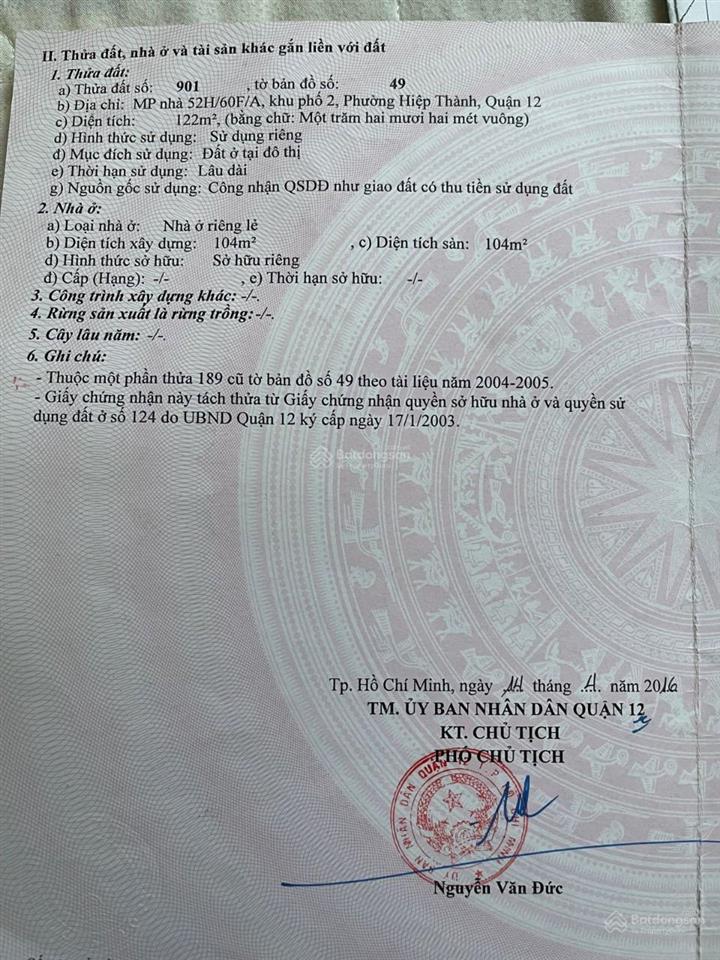 II. Thửa đất, nhà ở và tài sản khác gắn liền với đất
1. Thửa đất:
a) Thửa đất số: 901 , tờ bản đồ số: 49
b) Địa chỉ: MP nhà 52H/60F/A, khu phố 2, Phường Hiệp Thành, Quận 12
c) Diện tích: 122m², (bằng chữ: Một trăm hai mươi hai mét vuông)
d) Hình thức sử dụng: Sử dụng riêng
đ) Mục đích sử dụng: Đất ở tại đô thị
e) Thời hạn sử dụng: Lâu dài
g) Nguồn gốc sử dụng: Công nhận QSDĐ như giao đất có thu tiền sử dụng đất
2. Nhà ở:
a) Loại nhà ở: Nhà ở riêng lẻ
b) Diện tích xây dựng: 104m² , c) Diện tích sàn: 104m²
d) Hình thức sở hữu: Sở hữu riêng
đ) Cấp (Hạng): -/- , e) Thời hạn sở hữu: -/-
3. Công trình xây dựng khác: -/-.
4. Rừng sản xuất là rừng trồng:-/-.
5. Cây lâu năm: -/-.
6. Ghi chú:
- Thuộc một phần thửa 189 cũ tờ bản đồ số 49 theo tài liệu năm 2004-2005.
- Giấy chứng nhận này tách thửa từ Giấy chứng nhận quyền sở hữu nhà ở và quyền sử
dụng đất ở số 124 do UBND Quận 12 ký cấp ngày 17/1/2003.
Batdongsan
Tp. Hồ Chí Minh, ngày tháng năm 2016
TM. ỦY BAN NHÂN DÂN QUẬN 12
KT. CHỦ TỊCH
PHÓ CHỦ TỊCH
Nguyễn Văn Đức
Batdongsan
by PropertyGuru